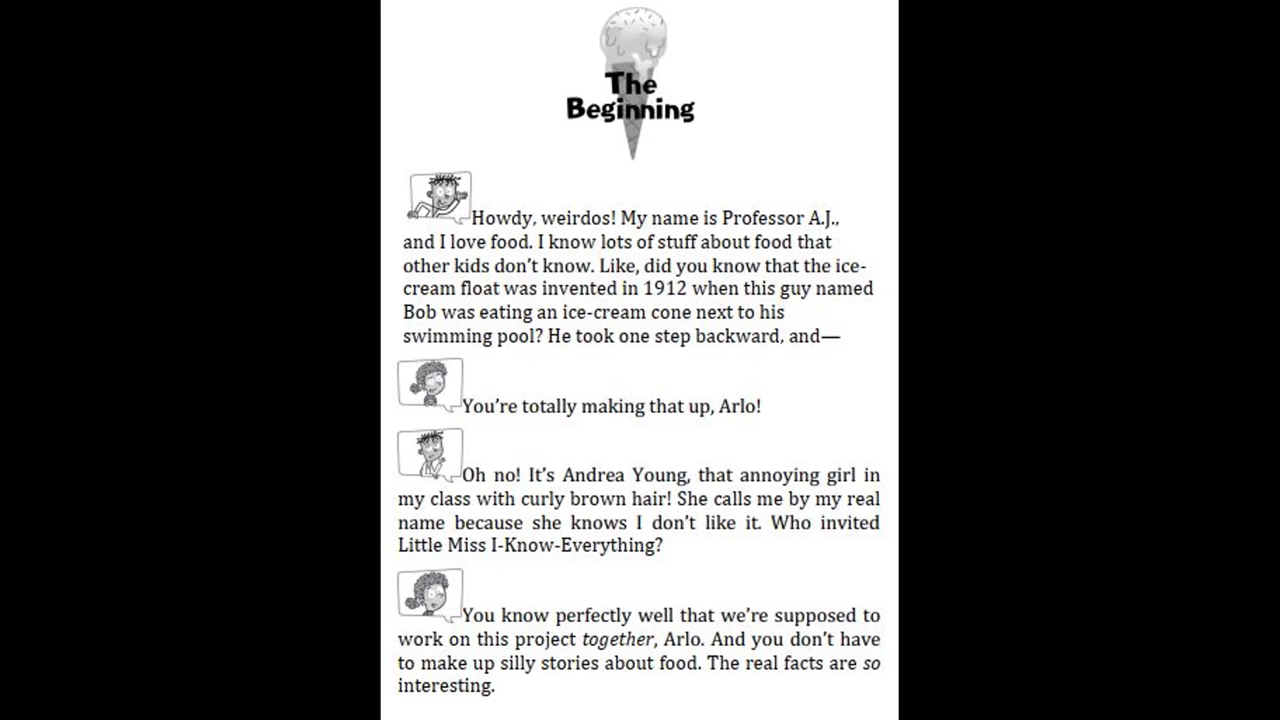 The
Beginning
Howdy, weirdos! My name is Professor A.J.,
and I love food. I know lots of stuff about food that
other kids don’t know. Like, did you know that the ice-
cream float was invented in 1912 when this guy named
Bob was eating an ice-cream cone next to his
swimming pool? He took one step backward, and—
You’re totally making that up, Arlo!
Oh no! It’s Andrea Young, that annoying girl in
my class with curly brown hair! She calls me by my real
name because she knows I don’t like it. Who invited
Little Miss I-Know-Everything?
You know perfectly well that we’re supposed to
work on this project together, Arlo. And you don’t have
to make up silly stories about food. The real facts are so
interesting.